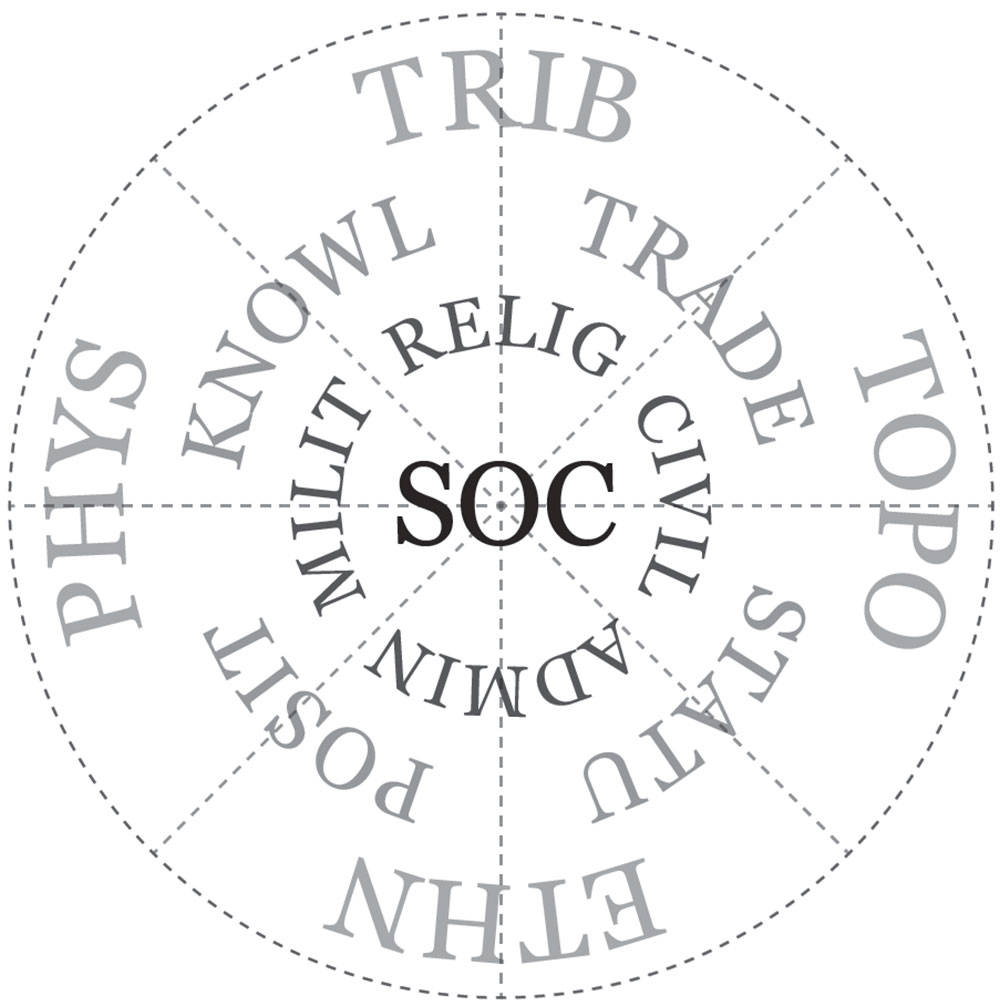 TRIB
TOPO
ETHN
PHYS
KNOWL
TRADE
STATU
POSIT
RELIG
CIVIL
ADMIN
MILIT
SOC